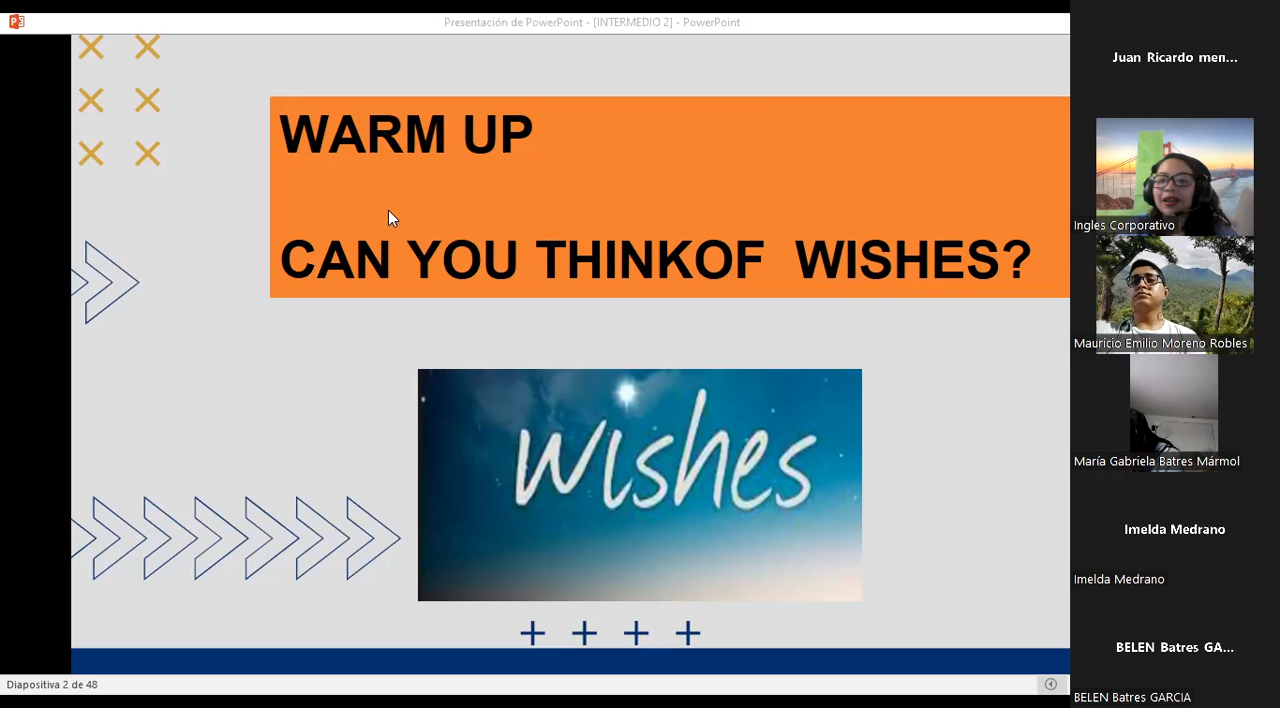 Presentación de PowerPoint - [INTERMEDIO 2] - PowerPoint
WARM UP
CAN YOU THINKOF  WISHES?
wishes
Diapositiva 2 de 48
Juan Ricardo men...
Ingles Corporativo
Mauricio Emilio Moreno Robles
María Gabriela Batres Mármol
Imelda Medrano
Imelda Medrano
BELEN Batres GA...
BELEN Batres GARCIA